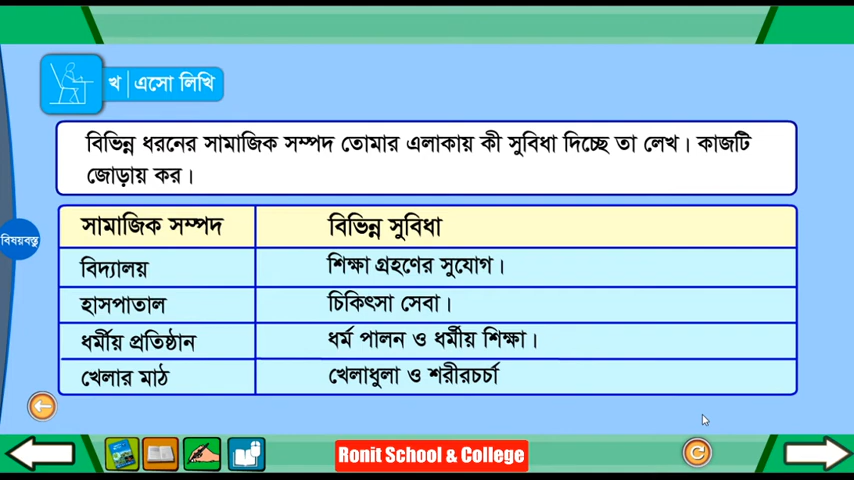 খ | এসো লিখি
বিভিন্ন ধরনের সামাজিক সম্পদ তোমার এলাকায় কী সুবিধা দিচ্ছে তা লেখ। কাজটি
জোড়ায় কর।
সামাজিক সম্পদ বিভিন্ন সুবিধা
বিষয়বস্তু
বিদ্যালয় শিক্ষা গ্রহণের সুযোগ।
হাসপাতাল চিকিৎসা সেবা।
ধর্মীয় প্রতিষ্ঠান ধর্ম পালন ও ধর্মীয় শিক্ষা।
খেলার মাঠ খেলাধুলা ও শরীরচর্চা
Ronit School & College